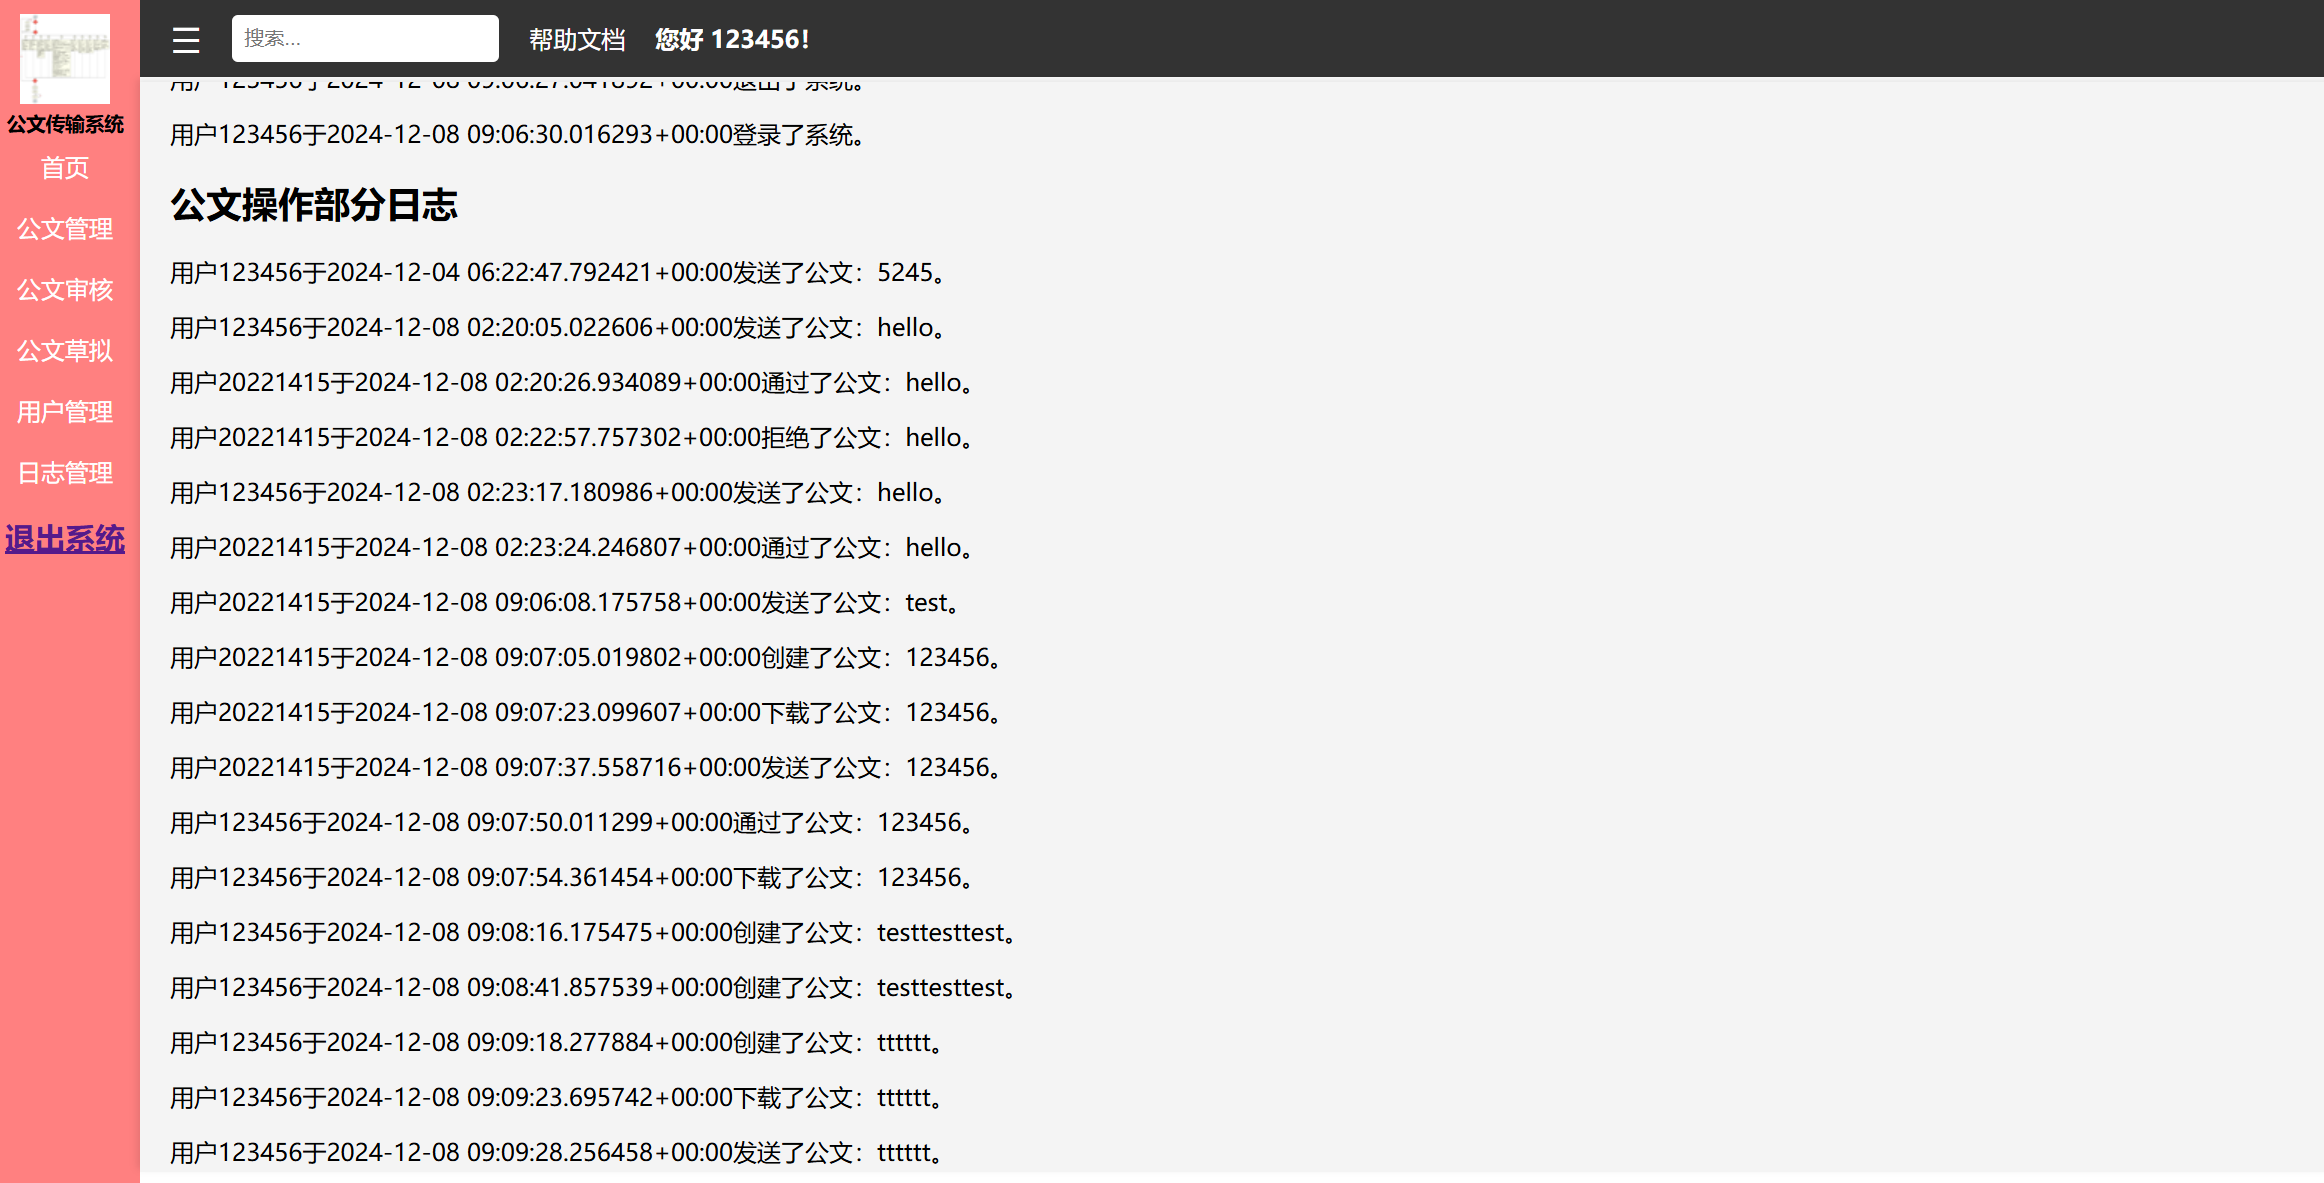 ☰ 搜索... 帮助文档 您好 123456!
公文传输系统
首页
公文管理
公文审核
公文草拟
用户管理
日志管理
退出系统
用户123456于2024-12-08 09:06:27.041892+00:00退出了系统。
用户123456于2024-12-08 09:06:30.016293+00:00登录了系统。
公文操作部分日志
用户123456于2024-12-04 06:22:47.792421+00:00发送了公文：5245。
用户123456于2024-12-08 02:20:05.022606+00:00发送了公文：hello。
用户20221415于2024-12-08 02:20:26.934089+00:00通过了公文：hello。
用户20221415于2024-12-08 02:22:57.757302+00:00拒绝了公文：hello。
用户123456于2024-12-08 02:23:17.180986+00:00发送了公文：hello。
用户20221415于2024-12-08 02:23:24.246807+00:00通过了公文：hello。
用户20221415于2024-12-08 09:06:08.175758+00:00发送了公文：test。
用户20221415于2024-12-08 09:07:05.019802+00:00创建了公文：123456。
用户20221415于2024-12-08 09:07:23.099607+00:00下载了公文：123456。
用户20221415于2024-12-08 09:07:37.558716+00:00发送了公文：123456。
用户123456于2024-12-08 09:07:50.011299+00:00通过了公文：123456。
用户123456于2024-12-08 09:07:54.361454+00:00下载了公文：123456。
用户123456于2024-12-08 09:08:16.175475+00:00创建了公文：testtesttest。
用户123456于2024-12-08 09:08:41.857539+00:00创建了公文：testtesttest。
用户123456于2024-12-08 09:09:18.277884+00:00创建了公文：tttttt。
用户123456于2024-12-08 09:09:23.695742+00:00下载了公文：tttttt。
用户123456于2024-12-08 09:09:28.256458+00:00发送了公文：tttttt。